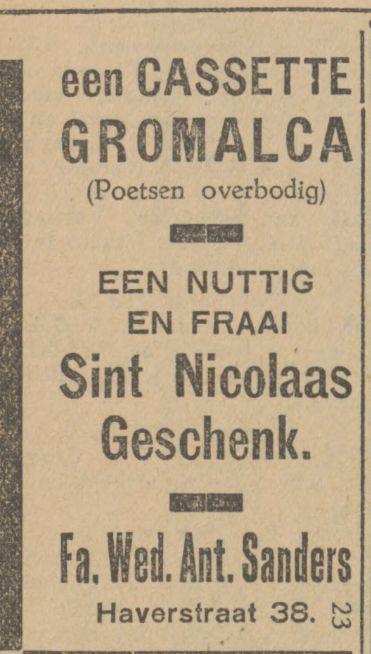 een CASSETTE
GROMALCA
(Poetsen overbodig)
EEN NUTTIG
EN FRAAI
Sint Nicolaas
Geschenk.
Fa. Wed. Ant. Sanders
Haverstraat 38. 23